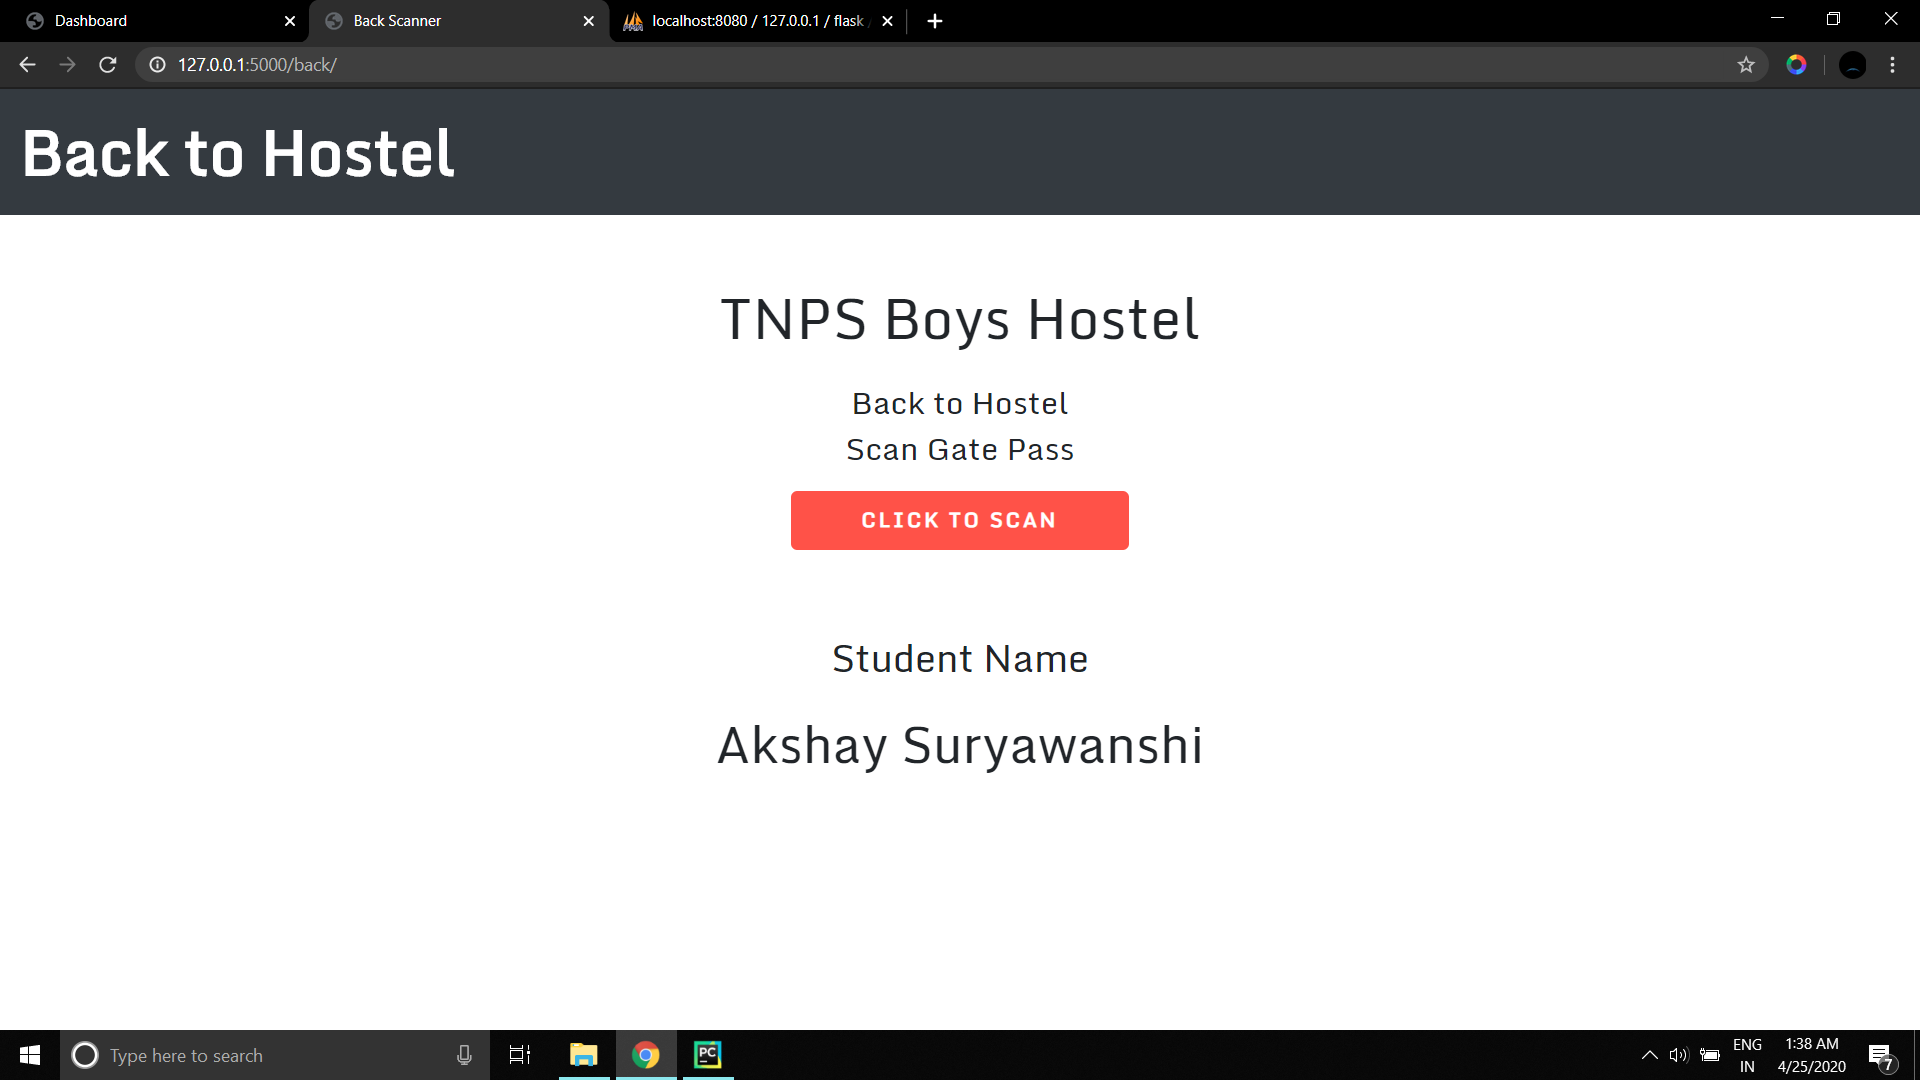 Dashboard
Back Scanner
localhost:8080 / 127.0.0.1 / flask
127.0.0.1:5000/back/
Back to Hostel
TNPS Boys Hostel
Back to Hostel
Scan Gate Pass
CLICK TO SCAN
Student Name
Akshay Suryawanshi
Type here to search
PC
ENG
IN
1:38 AM
4/25/2020
7